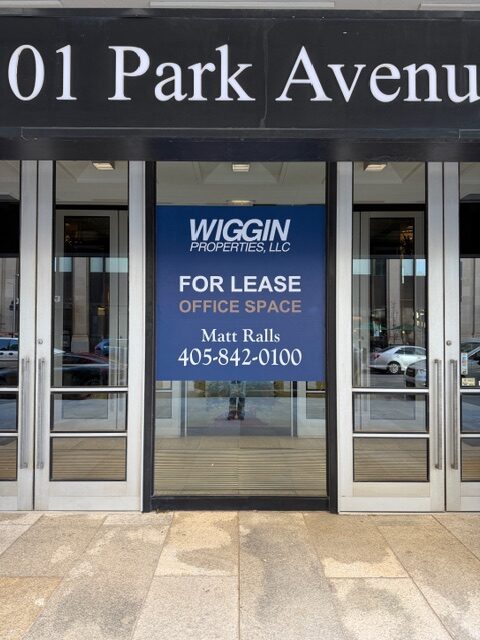 01 Park Avenu
WIGGIN
PROPERTIES, LLC
FOR LEASE
OFFICE SPACE
Matt Ralls
405-842-0100